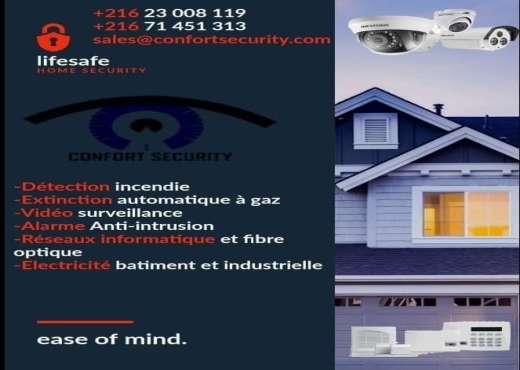 +216 23 008 119
+216 71 451 313
sales@confortsecurity.com
lifesafe
HOME SECURITY
CONFORT SECURITY
-Détection incendie
-Extinction automatique à gaz
-Vidéo surveillance
-Alarme Anti-intrusion
-Réseaux informatique et fibre
optique
-Electricité batiment et industrielle
ease of mind.